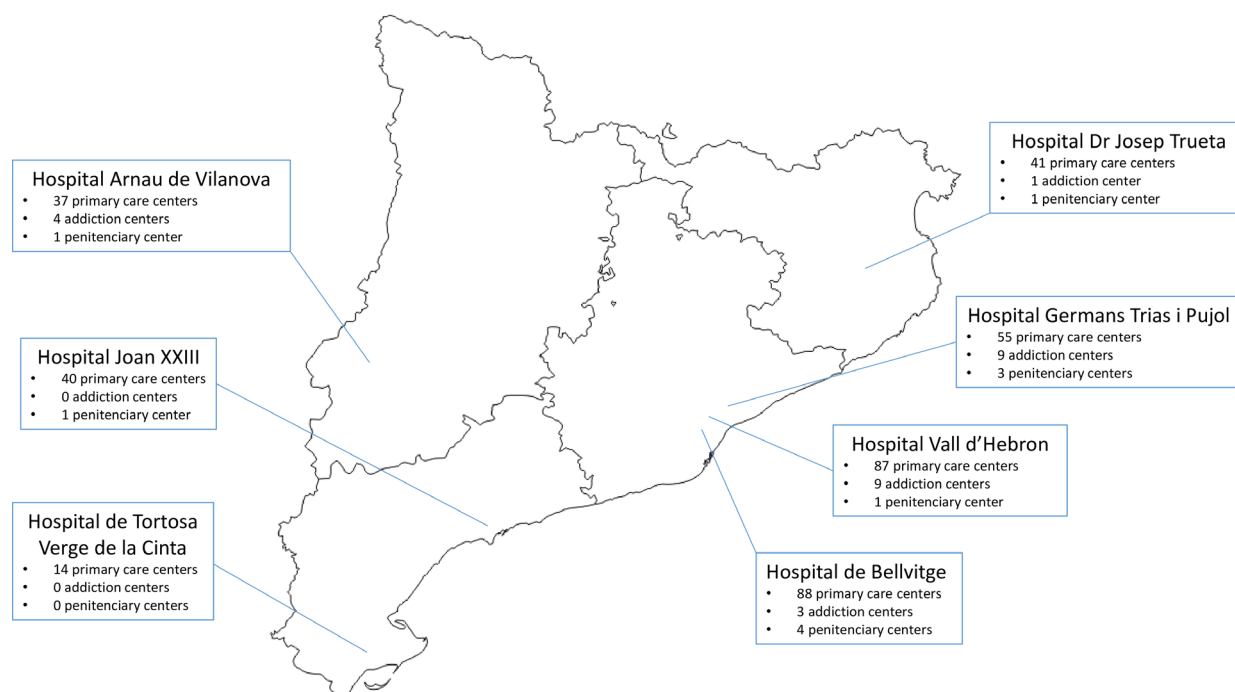 Hospital Dr Josep Trueta
• 41 primary care centers
• 1 addiction center
• 1 penitenciary center
Hospital Arnau de Vilanova
• 37 primary care centers
• 4 addiction centers
• 1 penitenciary center
Hospital Germans Trias i Pujol
• 55 primary care centers
• 9 addiction centers
• 3 penitenciary centers
Hospital Joan XXIII
• 40 primary care centers
• 0 addiction centers
• 1 penitenciary center
Hospital Vall d’Hebron
• 87 primary care centers
• 9 addiction centers
• 1 penitenciary center
Hospital de Tortosa
Verge de la Cinta
• 14 primary care centers
• 0 addiction centers
• 0 penitenciary centers
Hospital de Bellvitge
• 88 primary care centers
• 3 addiction centers
• 4 penitenciary centers